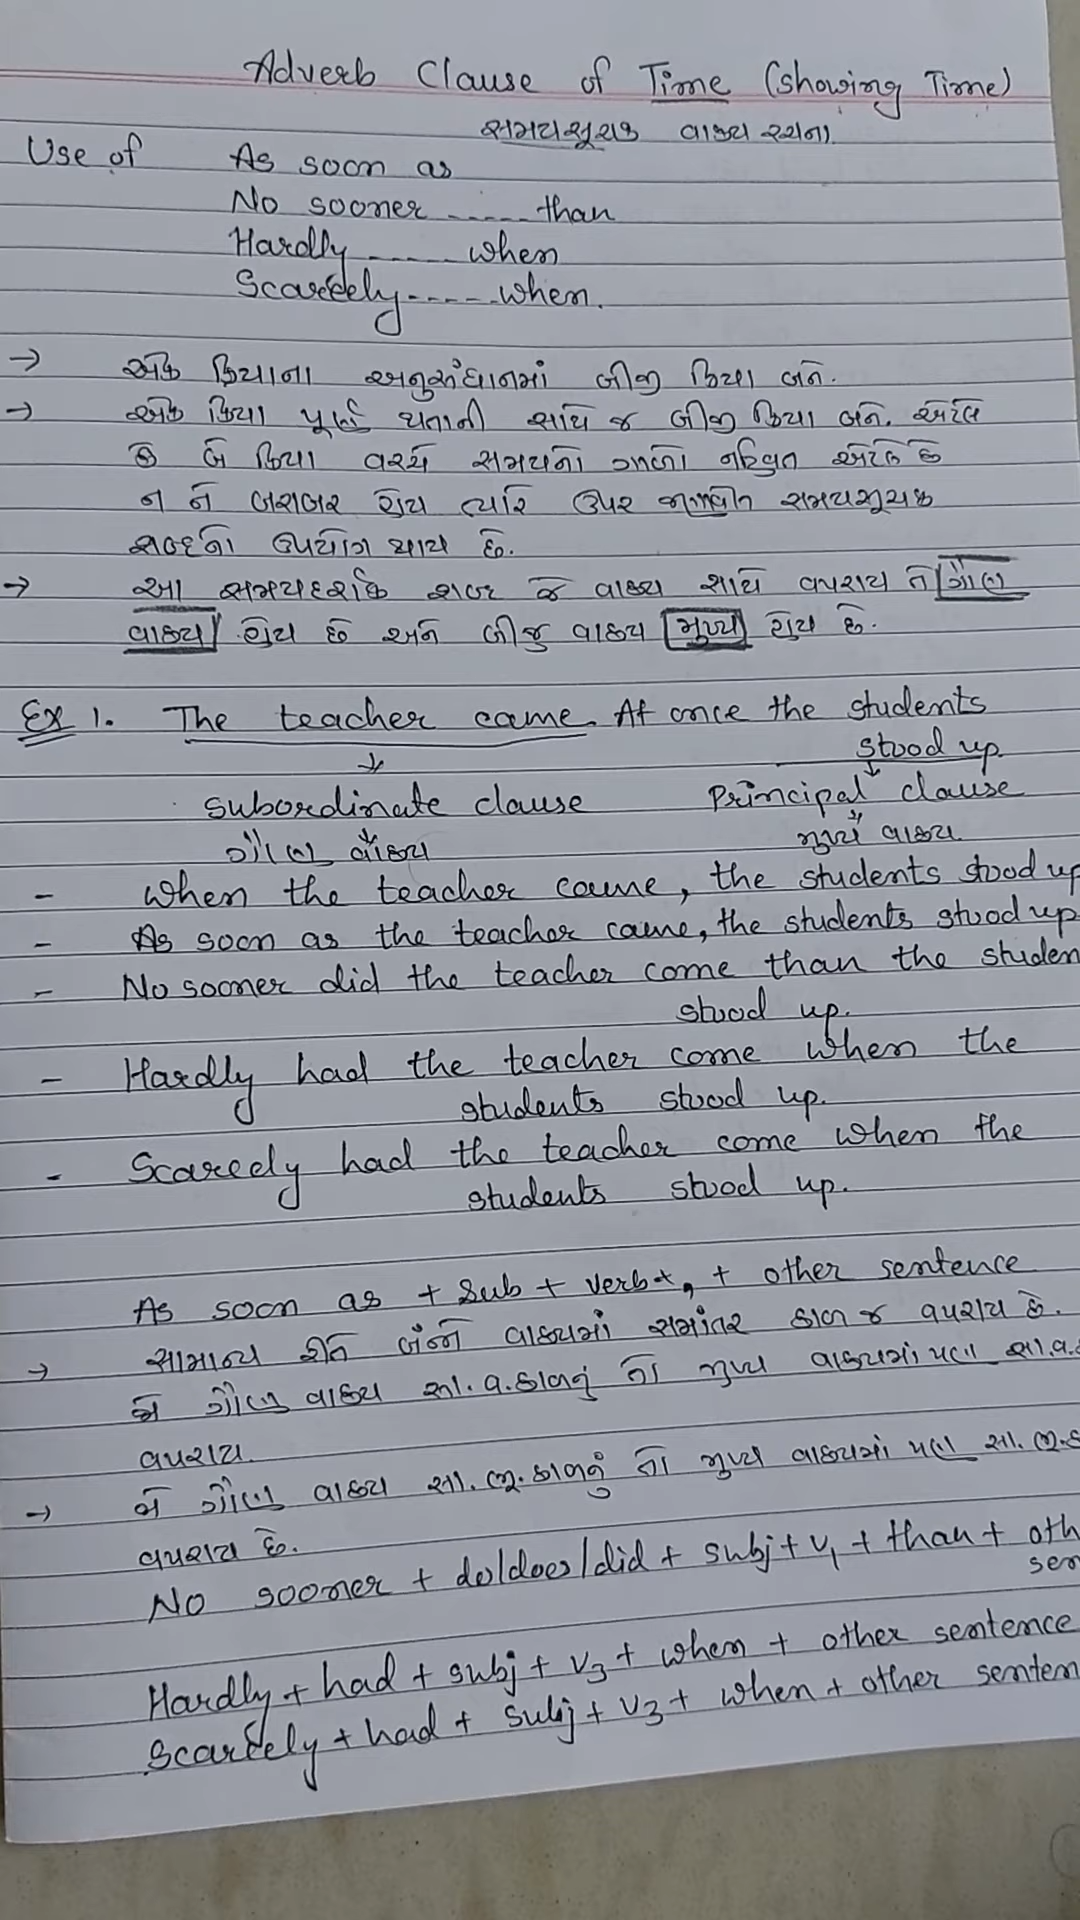 Adverb Clause of Time (showing Time)
સમયસૂચક વાક્ય રચના
Use of As soon as
No sooner ----- than
Hardly ----- when
Scarcely ----- when.
→ એક ક્રિયાના અનુસંધાનમાં બીજી ક્રિયા બને.
→ એક ક્રિયા પૂર્ણ થતાની સાથે જ બીજી ક્રિયા બને. એટલે
કે બે ક્રિયા વચ્ચે સમયનો ગાળો નહિવત એટલે કે
ન ને બરાબર હોય ત્યારે ઉપર જણાવેલ સમયસૂચક
શબ્દનો ઉપયોગ થાય છે.
→ આ સમયદર્શક શબ્દ જે વાક્ય સાથે વપરાય તે ગૌણ
વાક્ય હોય છે અને બીજુ વાક્ય મુખ્ય હોય છે.
Ex 1. The teacher came. At once the students
stood up.
Subordinate clause Principal clause
ગૌણ વાક્ય મુખ્ય વાક્ય
- When the teacher came, the students stood up
- As soon as the teacher came, the students stood up
- No sooner did the teacher come than the studen
stood up.
- Hardly had the teacher come when the
students stood up.
- Scarcely had the teacher come when the
students stood up.
As soon as + Sub + verb + , + other sentence
→ સામાન્ય રીતે બંને વાક્યમાં સમાંતર કાળ જ વપરાય છે.
જો ગૌણ વાક્ય સા.વ.કાળનું તો મુખ્ય વાક્યમાં પણ સા.વ.
વપરાય.
→ જો ગૌણ વાક્ય સા.ભૂ.કાળનું તો મુખ્ય વાક્યમાં પણ સા.ભૂ.ક
વપરાય છે.
No sooner + do/does/did + subj + v1 + than + oth
sen
Hardly + had + subj + v3 + when + other sentence
Scarcely + had + subj + v3 + when + other senten